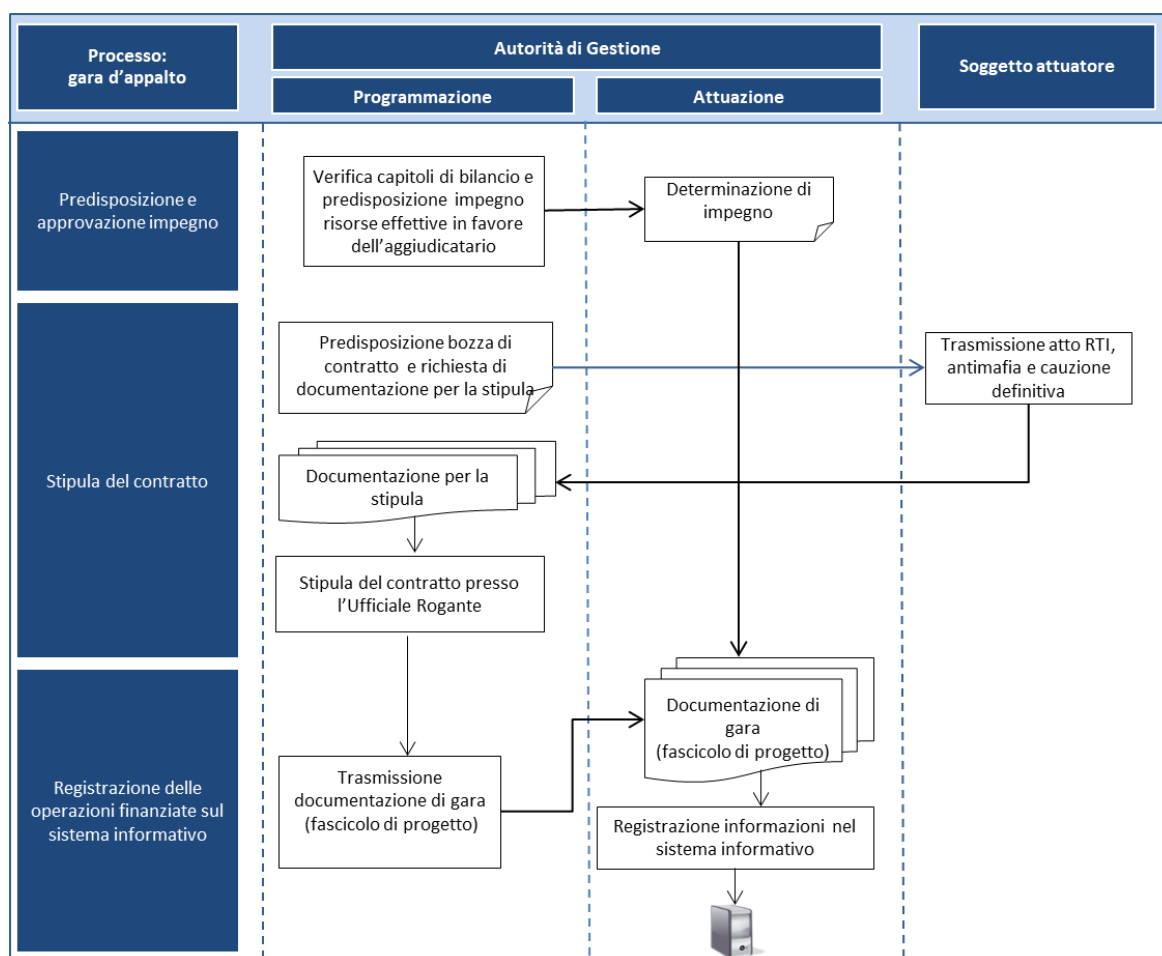 Processo:
gara d'appalto
Autorità di Gestione
Programmazione
Attuazione
Soggetto attuatore
Predisposizione e
approvazione impegno
Verifica capitoli di bilancio e
predisposizione impegno
risorse effettive in favore
dell'aggiudicatario
Determinazione di
impegno
Stipula del contratto
Predisposizione bozza di
contratto e richiesta di
documentazione per la stipula
Trasmissione atto RTI,
antimafia e cauzione
definitiva
Documentazione per la
stipula
Stipula del contratto presso
l'Ufficiale Rogante
Registrazione delle
operazioni finanziate sul
sistema informativo
Trasmissione
documentazione di gara
(fascicolo di progetto)
Documentazione di
gara
(fascicolo di progetto)
Registrazione informazioni nel
sistema informativo